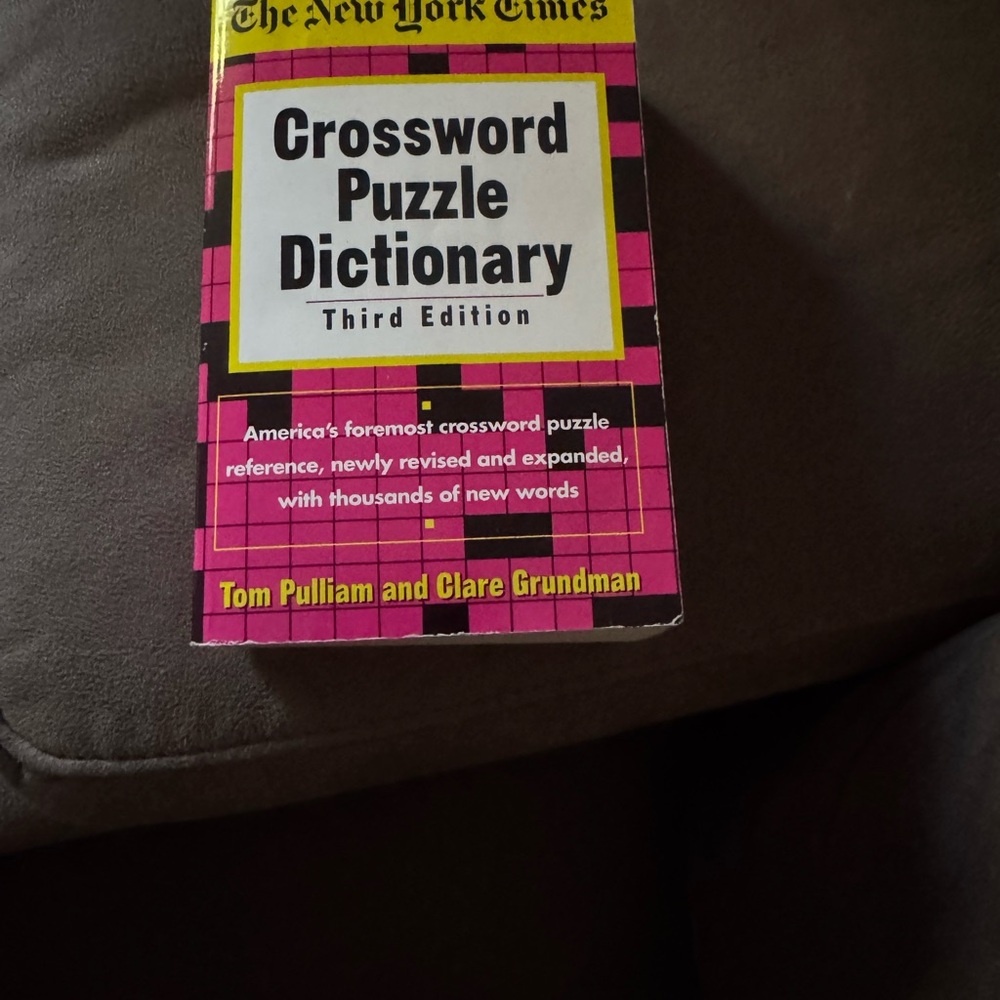 The New York Times
Crossword
Puzzle
Dictionary
Third Edition
America's foremost crossword puzzle
reference, newly revised and expanded,
with thousands of new words
Tom Pulliam and Clare Grundman